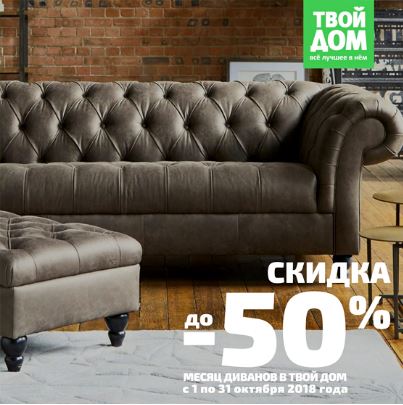 ТВОЙ
ДОМ
всё лучшее в нём
СКИДКА
до -50%
МЕСЯЦ ДИВАНОВ В ТВОЙ ДОМ
с 1 по 31 октября 2018 года